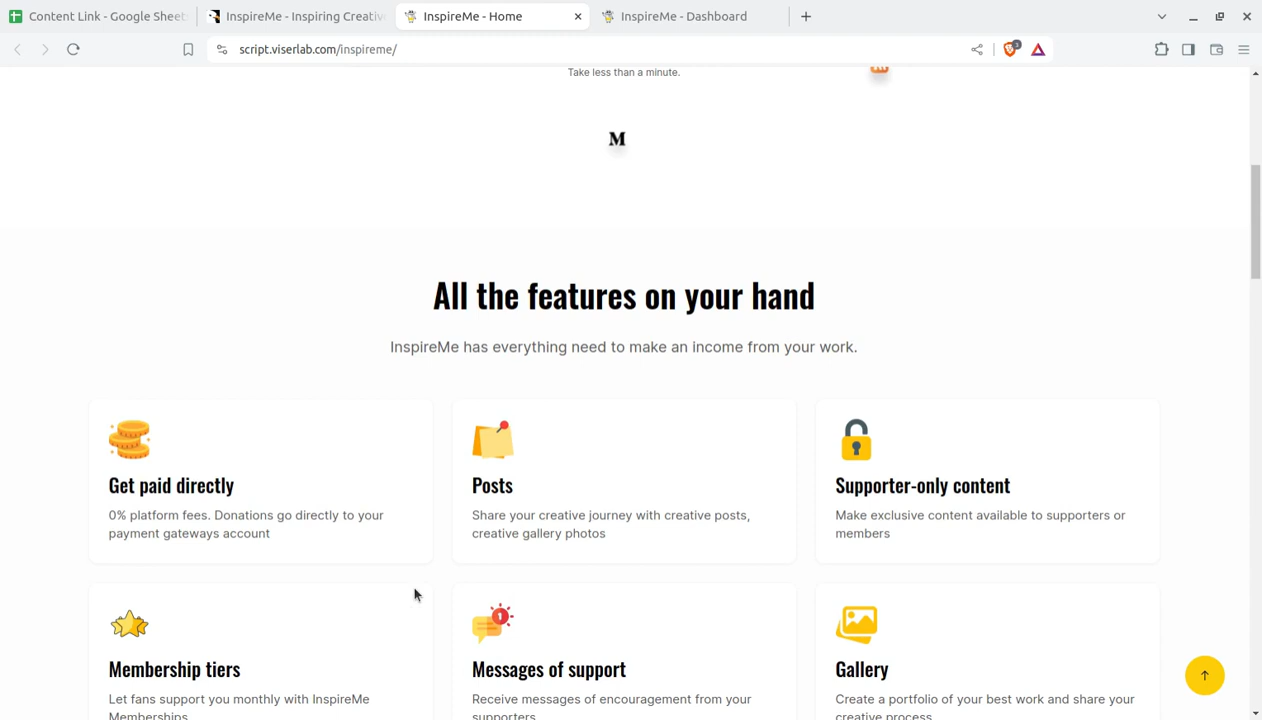 Content Link - Google Sheet
InspireMe - Inspiring Creativ
InspireMe - Home
InspireMe - Dashboard
script.viserlab.com/inspireme/
3
Take less than a minute.
M
All the features on your hand
InspireMe has everything need to make an income from your work.
Get paid directly
0% platform fees. Donations go directly to your
payment gateways account
Posts
Share your creative journey with creative posts,
creative gallery photos
Supporter-only content
Make exclusive content available to supporters or
members
1
Membership tiers
Let fans support you monthly with InspireMe
Memberships
Messages of support
Receive messages of encouragement from your
supporters
Gallery
Create a portfolio of your best work and share your
creative process